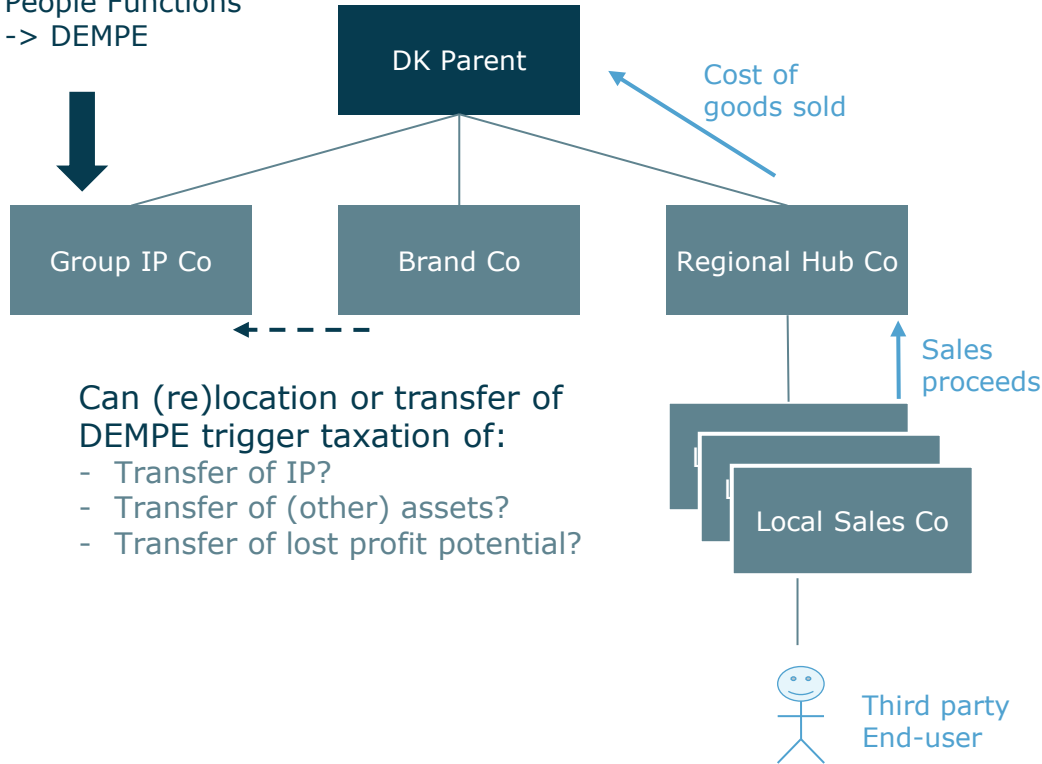 People Functions
-> DEMPE
DK Parent
Cost of
goods sold
Group IP Co
Brand Co
Regional Hub Co
Sales
proceeds
Can (re)location or transfer of
DEMPE trigger taxation of:
- Transfer of IP?
- Transfer of (other) assets?
- Transfer of lost profit potential?
Local Sales Co
Third party
End-user